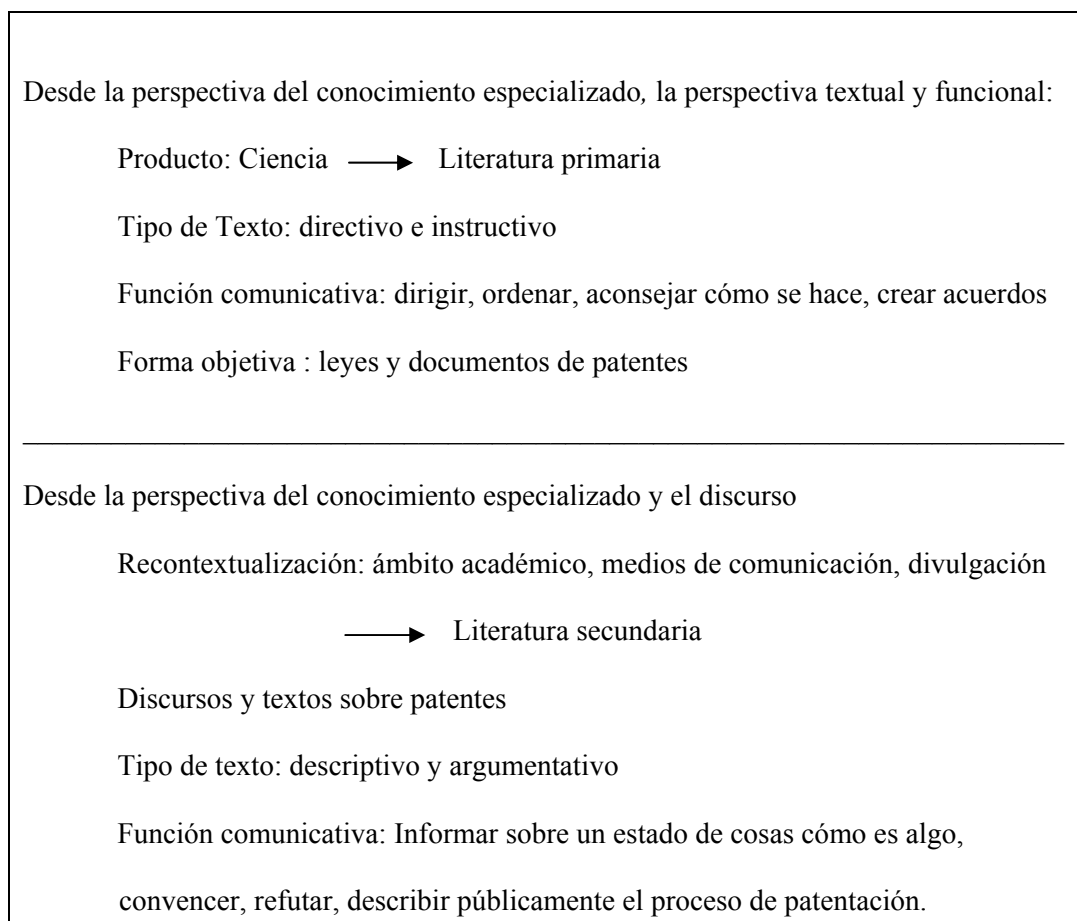 Desde la perspectiva del conocimiento especializado, la perspectiva textual y funcional:
Producto: Ciencia → Literatura primaria
Tipo de Texto: directivo e instructivo
Función comunicativa: dirigir, ordenar, aconsejar cómo se hace, crear acuerdos
Forma objetiva : leyes y documentos de patentes
Desde la perspectiva del conocimiento especializado y el discurso
Recontextualización: ámbito académico, medios de comunicación, divulgación
→ Literatura secundaria
Discursos y textos sobre patentes
Tipo de texto: descriptivo y argumentativo
Función comunicativa: Informar sobre un estado de cosas cómo es algo,
convencer, refutar, describir públicamente el proceso de patentación.